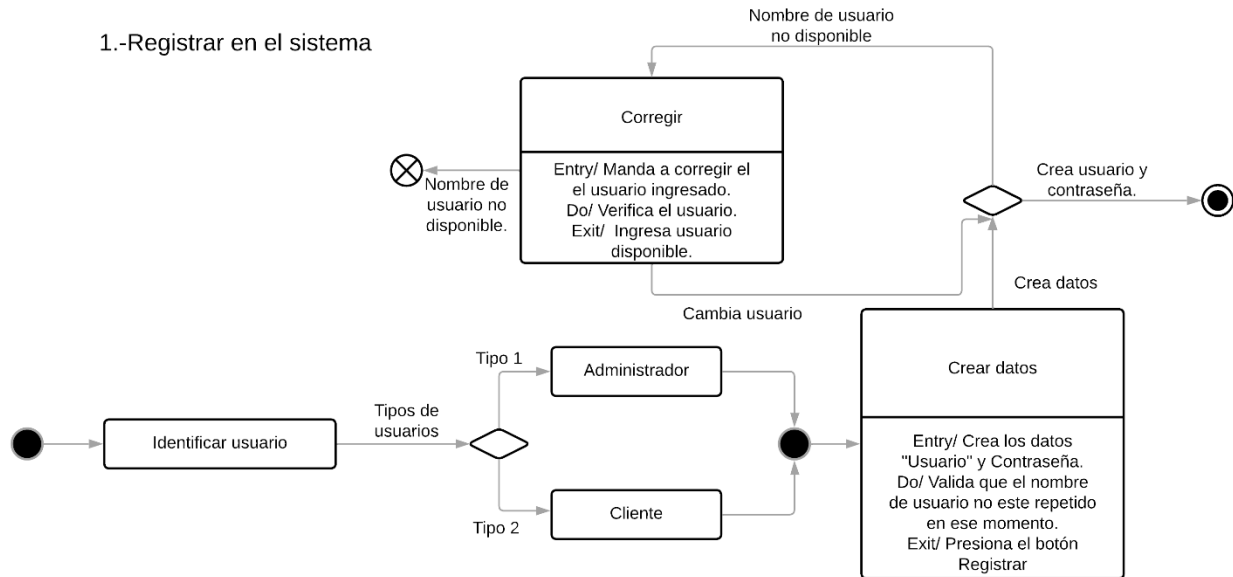 1.-Registrar en el sistema
Nombre de usuario
no disponible
Corregir
Entry/ Manda a corregir el
el usuario ingresado.
Do/ Verifica el usuario.
Exit/  Ingresa usuario
disponible.
Nombre de
usuario no
disponible.
Crea usuario y
contraseña.
Cambia usuario
Crea datos
Identificar usuario
Tipos de
usuarios
Tipo 1
Administrador
Tipo 2
Cliente
Crear datos
Entry/ Crea los datos
"Usuario" y Contraseña.
Do/ Valida que el nombre
de usuario no este repetido
en ese momento.
Exit/ Presiona el botón
Registrar